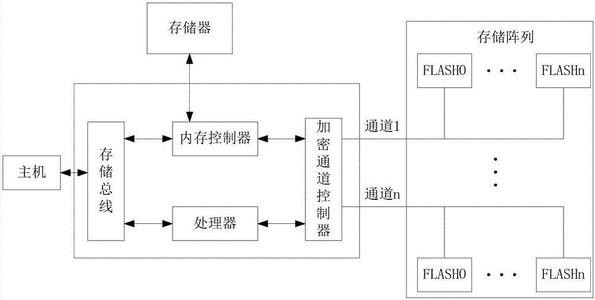 存储器
存储阵列
FLASH0 ··· FLASHn
主机
存储总线
内存控制器
处理器
加密通道控制器
通道1
通道n
FLASH0 ··· FLASHn